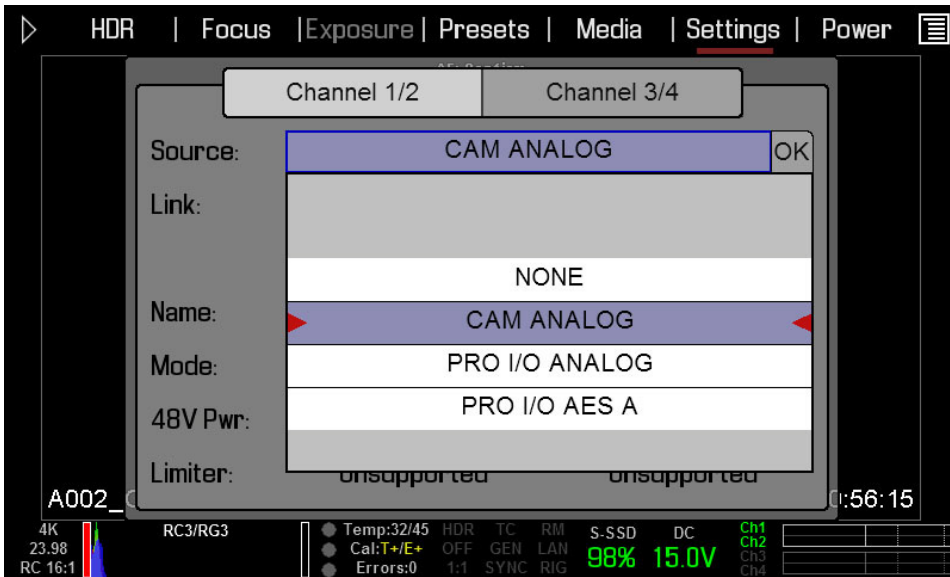 HDR | Focus | Exposure | Presets | Media | Settings | Power
Channel 1/2 Channel 3/4
Source: CAM ANALOG OK
Link:
NONE
Name: CAM ANALOG
Mode: PRO I/O ANALOG
48V Pwr: PRO I/O AES A
Limiter: unsupported unsupported
A002_ :56:15
4K RC3/RG3 Temp:32/45 HDR TC RM S-SSD DC Ch1
23.98 Cal:T+/E+ OFF GEN LAN 98% 15.0V Ch2
RC 16:1 Errors:0 1:1 SYNC RIG Ch3
Ch4